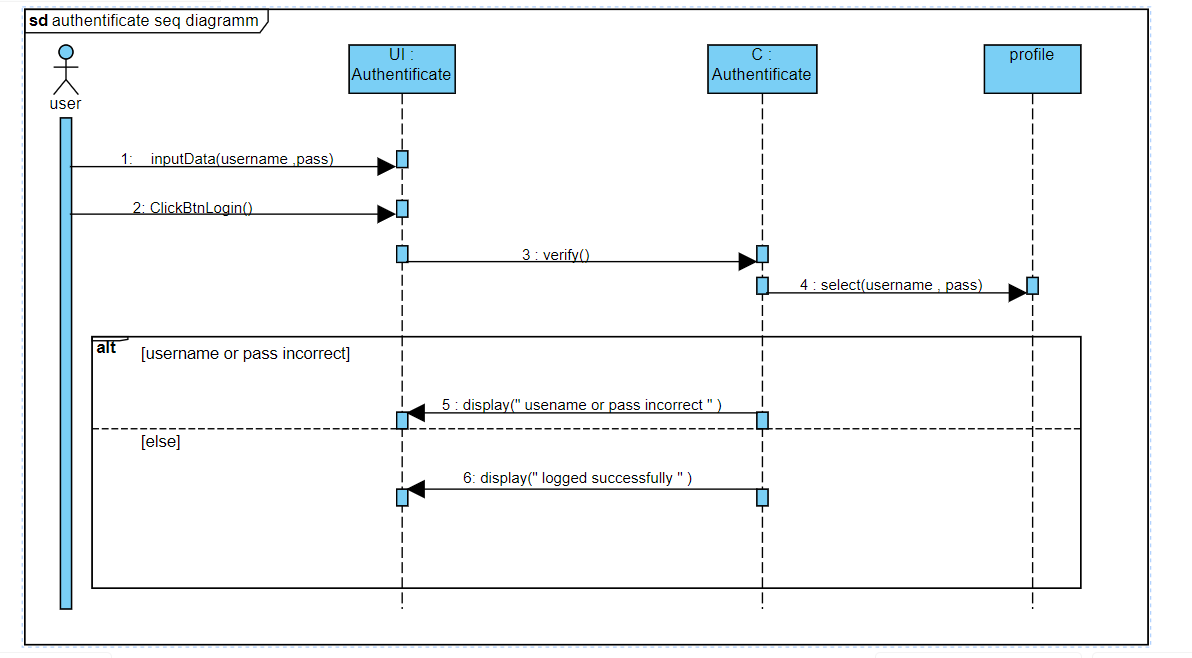 sd authentificate seq diagramm
user
UI :
Authentificate
C :
Authentificate
profile
1: inputData(username ,pass)
2: ClickBtnLogin()
3 : verify()
4 : select(username , pass)
alt
[username or pass incorrect]
5 : display(" usename or pass incorrect " )
[else]
6: display(" logged successfully " )